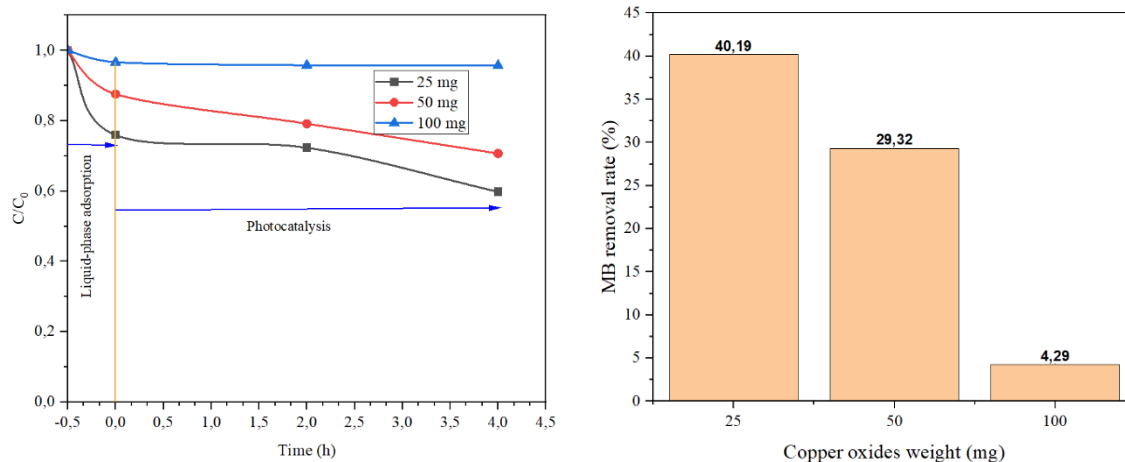 C/C0
1,0
0,8
0,6
0,4
0,2
0,0
25 mg
50 mg
100 mg
Liquid-phase adsorption
Photocatalysis
-0,5 0,0 0,5 1,0 1,5 2,0 2,5 3,0 3,5 4,0 4,5
Time (h)
MB removal rate (%)
45
40
35
30
25
20
15
10
5
0
40,19
29,32
4,29
25 50 100
Copper oxides weight (mg)